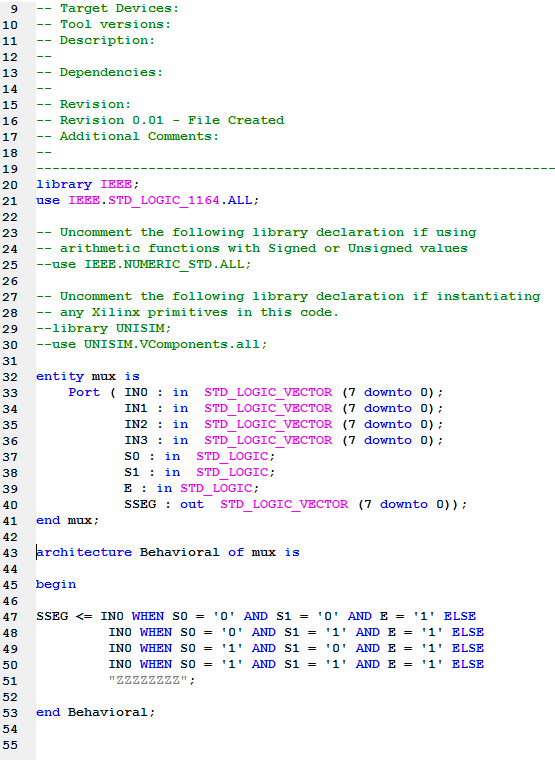 9 -- Target Devices:
10 -- Tool versions:
11 -- Description:
12 --
13 -- Dependencies:
14 --
15 -- Revision:
16 -- Revision 0.01 - File Created
17 -- Additional Comments:
18 --
19 ----------------------------------------------------------------------------------
20 library IEEE;
21 use IEEE.STD_LOGIC_1164.ALL;
22
23 -- Uncomment the following library declaration if using
24 -- arithmetic functions with Signed or Unsigned values
25 --use IEEE.NUMERIC_STD.ALL;
26
27 -- Uncomment the following library declaration if instantiating
28 -- any Xilinx primitives in this code.
29 --library UNISIM;
30 --use UNISIM.VComponents.all;
31
32 entity mux is
33     Port ( IN0 : in  STD_LOGIC_VECTOR (7 downto 0);
34            IN1 : in  STD_LOGIC_VECTOR (7 downto 0);
35            IN2 : in  STD_LOGIC_VECTOR (7 downto 0);
36            IN3 : in  STD_LOGIC_VECTOR (7 downto 0);
37            S0 : in  STD_LOGIC;
38            S1 : in  STD_LOGIC;
39            E : in STD_LOGIC;
40            SSEG : out  STD_LOGIC_VECTOR (7 downto 0));
41 end mux;
42
43 architecture Behavioral of mux is
44
45 begin
46
47 SSEG <= IN0 WHEN S0 = '0' AND S1 = '0' AND E = '1' ELSE
48          IN0 WHEN S0 = '0' AND S1 = '1' AND E = '1' ELSE
49          IN0 WHEN S0 = '1' AND S1 = '0' AND E = '1' ELSE
50          IN0 WHEN S0 = '1' AND S1 = '1' AND E = '1' ELSE
51          "ZZZZZZZZ";
52
53 end Behavioral;
54
55